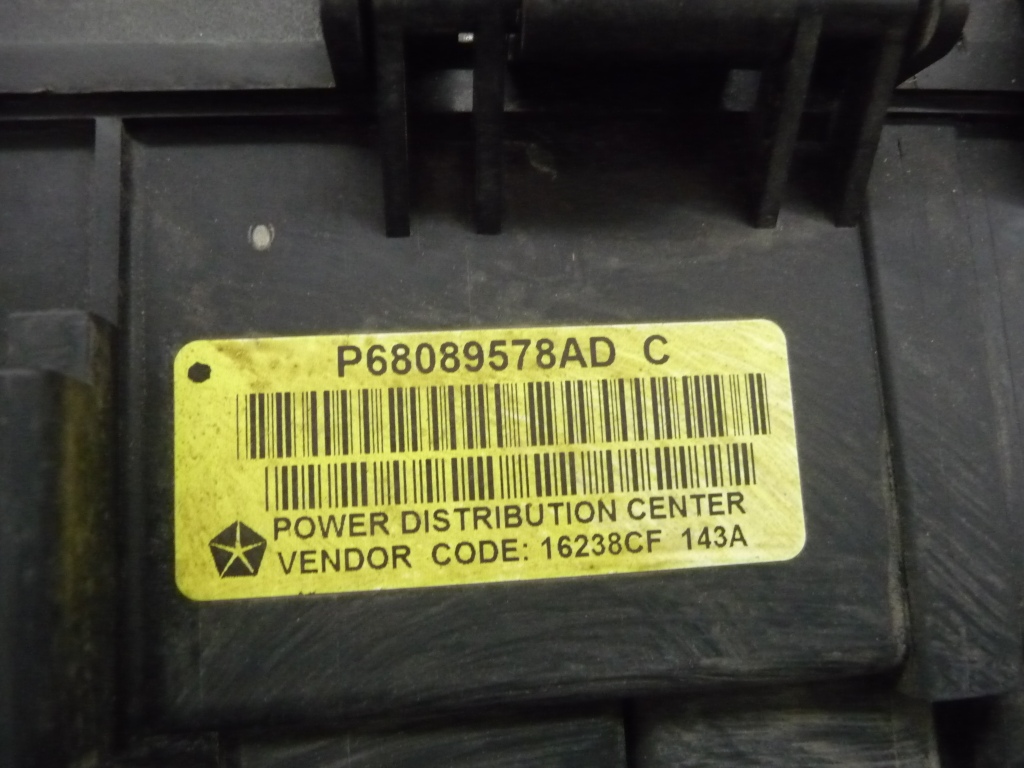 P68089578AD C
POWER DISTRIBUTION CENTER
VENDOR CODE: 16238CF 143A